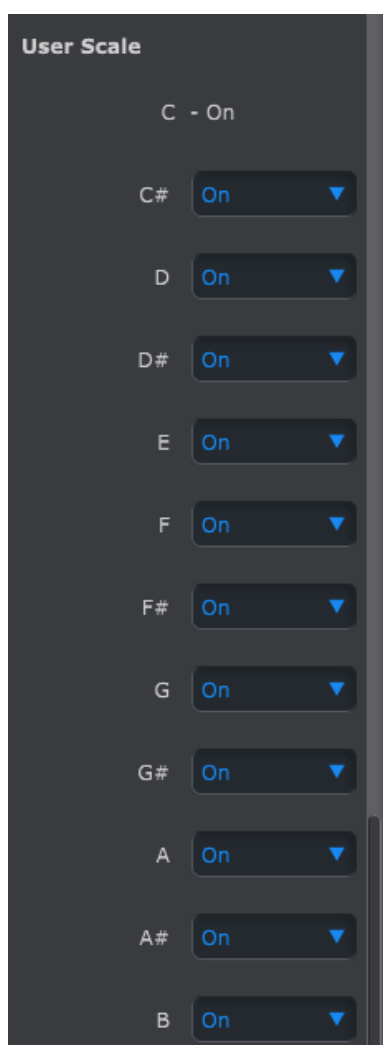 User Scale
C - On
C# On
D On
D# On
E On
F On
F# On
G On
G# On
A On
A# On
B On